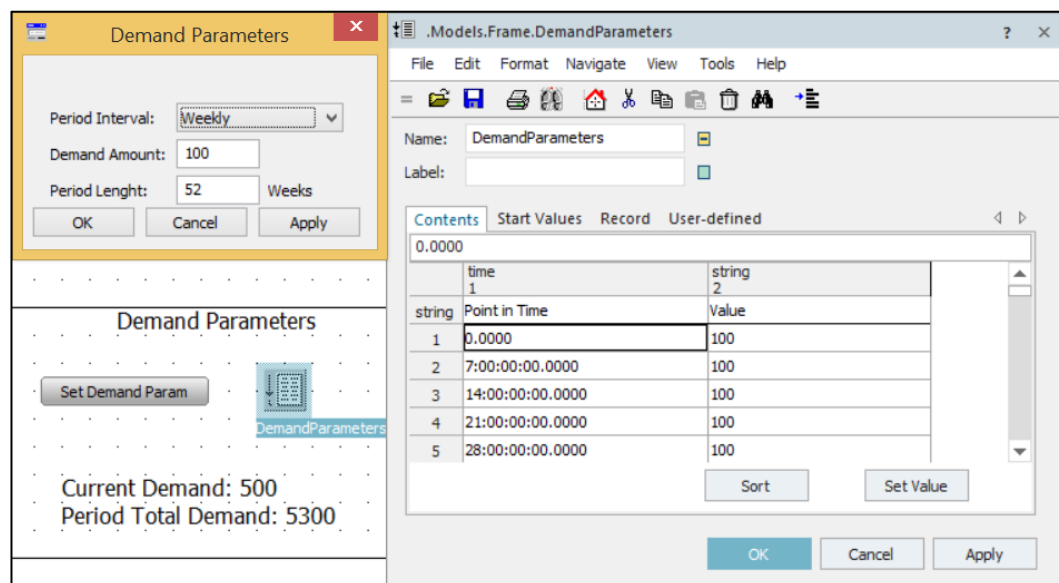 Demand Parameters
Period Interval: Weekly
Demand Amount: 100
Period Lenght: 52 Weeks
OK Cancel Apply
Demand Parameters
Set Demand Param
DemandParameters
Current Demand: 500
Period Total Demand: 5300
.Models.Frame.DemandParameters ?
File Edit Format Navigate View Tools Help
Name: DemandParameters
Label:
Contents Start Values Record User-defined
0.0000
time string
1 2
string Point in Time Value
1 0.0000 100
2 7:00:00:00.0000 100
3 14:00:00:00.0000 100
4 21:00:00:00.0000 100
5 28:00:00:00.0000 100
Sort Set Value
OK Cancel Apply